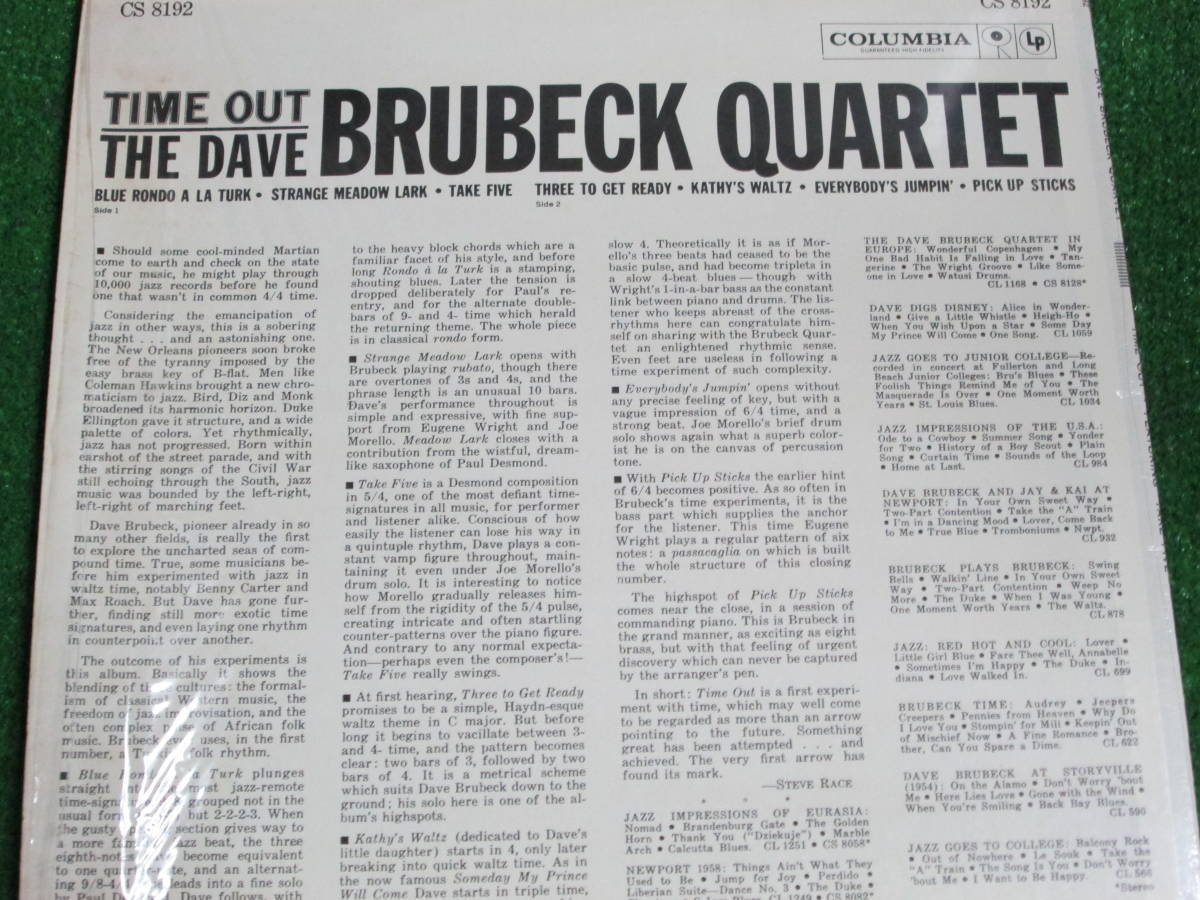 CS 8192
CS 8192
COLUMBIA
GUARANTEED HIGH FIDELITY
Lp
TIME OUT
THE DAVE BRUBECK QUARTET
BLUE RONDO A LA TURK • STRANGE MEADOW LARK • TAKE FIVE THREE TO GET READY • KATHY'S WALTZ • EVERYBODY'S JUMPIN' • PICK UP STICKS
Side 1
Side 2
■ Should some cool-minded Martian
come to earth and check on the state
of our music, he might play through
10,000 jazz records before he found
one that wasn't in common 4/4 time.
Considering the emancipation of
jazz in other ways, this is a sobering
thought . . . and an astonishing one.
The New Orleans pioneers soon broke
free of the tyranny imposed by the
easy brass key of B-flat. Men like
Coleman Hawkins brought a new chro-
maticism to jazz. Bird, Diz and Monk
broadened its harmonic horizon. Duke
Ellington gave it structure, and a wide
palette of colors. Yet rhythmically,
jazz has not progressed. Born within
earshot of the street parade, and with
the stirring songs of the Civil War
still echoing through the South, jazz
music was bounded by the left-right,
left-right of marching feet.
Dave Brubeck, pioneer already in so
many other fields, is really the first
to explore the uncharted seas of com-
pound time. True, some musicians be-
fore him experimented with jazz in
waltz time, notably Benny Carter and
Max Roach. But Dave has gone fur-
ther, finding still more exotic time
signatures, and even laying one rhythm
in counterpoint over another.
The outcome of his experiments is
this album. Basically it shows the
blending of cultures: the formal-
ism of classical Western music, the
freedom of jazz improvisation, and the
often complex pulse of African folk
music. Brubeck even uses, in the first
number, a Turkish folk rhythm.
■ Blue Rondo à la Turk plunges
straight into the most jazz-remote
time-signature, grouped not in the
usual form but 2-2-2-3. When
the gusty section gives way to
a more familiar jazz beat, the three
eighth-notes become equivalent
to one quarter-note, and an alternat-
ing 9/8-4/4 leads into a fine solo
by Paul Desmond. Dave follows, with
to the heavy block chords which are a
familiar facet of his style, and before
long Rondo à la Turk is a stamping,
shouting blues. Later the tension is
dropped deliberately for Paul's re-
entry, and for the alternate double-
bars of 9- and 4- time which herald
the returning theme. The whole piece
is in classical rondo form.
■ Strange Meadow Lark opens with
Brubeck playing rubato, though there
are overtones of 3s and 4s, and the
phrase length is an unusual 10 bars.
Dave's performance throughout is
simple and expressive, with fine sup-
port from Eugene Wright and Joe
Morello. Meadow Lark closes with a
contribution from the wistful, dream-
like saxophone of Paul Desmond.
■ Take Five is a Desmond composition
in 5/4, one of the most defiant time-
signatures in all music, for performer
and listener alike. Conscious of how
easily the listener can lose his way in
a quintuple rhythm, Dave plays a con-
stant vamp figure throughout, main-
taining it even under Joe Morello's
drum solo. It is interesting to notice
how Morello gradually releases him-
self from the rigidity of the 5/4 pulse,
creating intricate and often startling
counter-patterns over the piano figure.
And contrary to any normal expecta-
tion—perhaps even the composer's!—
Take Five really swings.
■ At first hearing, Three to Get Ready
promises to be a simple, Haydn-esque
waltz theme in C major. But before
long it begins to vacillate between 3-
and 4- time, and the pattern becomes
clear: two bars of 3, followed by two
bars of 4. It is a metrical scheme
which suits Dave Brubeck down to the
ground; his solo here is one of the al-
bum's highspots.
■ Kathy's Waltz (dedicated to Dave's
little daughter) starts in 4, only later
breaking into quick waltz time. As in
the now famous Someday My Prince
Will Come Dave starts in triple time,
slow 4. Theoretically it is as if Mor-
ello's three beats had ceased to be the
basic pulse, and had become triplets in
a slow 4-beat blues—though with
Wright's 1-in-a-bar bass as the constant
link between piano and drums. The lis-
tener who keeps abreast of the cross-
rhythms here can congratulate him-
self on sharing with the Brubeck Quar-
tet an enlightened rhythmic sense.
Even feet are useless in following a
time experiment of such complexity.
■ Everybody's Jumpin' opens without
any precise feeling of key, but with a
vague impression of 6/4 time, and a
strong beat. Joe Morello's brief drum
solo shows again what a superb color-
ist he is on the canvas of percussion
tone.
■ With Pick Up Sticks the earlier hint
of 6/4 becomes positive. As so often in
Brubeck's time experiments, it is the
bass part which supplies the anchor
for the listener. This time Eugene
Wright plays a regular pattern of six
notes: a passacaglia on which is built
the whole structure of this closing
number.
The highspot of Pick Up Sticks
comes near the close, in a session of
commanding piano. This is Brubeck in
the grand manner, as exciting as eight
brass, but with that feeling of urgent
discovery which can never be captured
by the arranger's pen.
In short: Time Out is a first experi-
ment with time, which may well come
to be regarded as more than an arrow
pointing to the future. Something
great has been attempted . . . and
achieved. The very first arrow has
found its mark.
—STEVE RACE
* * *
JAZZ IMPRESSIONS OF EURASIA:
Nomad • Brandenburg Gate • The Golden
Horn • Thank You ("Dziekuje") • Marble
Arch • Calcutta Blues. CL 1251 • CS 8058*
NEWPORT 1958: Things Ain't What They
Used to Be • Jump for Joy • Perdido •
Liberian Suite—Dance No. 3 • The Duke •
CL 1249 • CS 8082*
THE DAVE BRUBECK QUARTET IN
EUROPE: Wonderful Copenhagen • My
One Bad Habit Is Falling in Love • Tan-
gerine • The Wright Groove • Like Some-
one in Love • Watusi Drums.
CL 1168 • CS 8128*
DAVE DIGS DISNEY: Alice in Wonder-
land • Give a Little Whistle • Heigh-Ho •
When You Wish Upon a Star • Some Day
My Prince Will Come • One Song. CL 1059
JAZZ GOES TO JUNIOR COLLEGE—Re-
corded in concert at Fullerton and Long
Beach Junior Colleges: Bru's Blues • These
Foolish Things Remind Me of You • The
Masquerade Is Over • One Moment Worth
Years • St. Louis Blues. CL 1034
JAZZ IMPRESSIONS OF THE U.S.A.:
Ode to a Cowboy • Summer Song • Yonder
for Two • History of a Boy Scout • Plain
Song • Curtain Time • Sounds of the Loop
• Home at Last. CL 984
DAVE BRUBECK AND JAY & KAI AT
NEWPORT: In Your Own Sweet Way •
Two-Part Contention • Take the "A" Train
• I'm in a Dancing Mood • Lover, Come Back
to Me • True Blue • Tromboniums • Nwpt.
CL 932
BRUBECK PLAYS BRUBECK: Swing
Bells • Walkin' Line • In Your Own Sweet
Way • Two-Part Contention • Weep No
More • The Duke • When I Was Young •
One Moment Worth Years • The Waltz.
CL 878
JAZZ: RED HOT AND COOL: Lover •
Little Girl Blue • Fare Thee Well, Annabelle
• Sometimes I'm Happy • The Duke • In-
diana • Love Walked In. CL 699
BRUBECK TIME: Audrey • Jeepers
Creepers • Pennies from Heaven • Why Do
I Love You • Stompin' for Mili • Keepin' Out
of Mischief Now • A Fine Romance • Bro-
ther, Can You Spare a Dime. CL 622
DAVE BRUBECK AT STORYVILLE
(1954): On the Alamo • Don't Worry 'bout
Me • Here Lies Love • Gone with the Wind •
When You're Smiling • Back Bay Blues.
CL 590
JAZZ GOES TO COLLEGE: Balcony Rock
• Out of Nowhere • Le Souk • Take the
"A" Train • The Song Is You • Don't Worry
'bout Me • I Want to Be Happy. CL 566
*Stereo